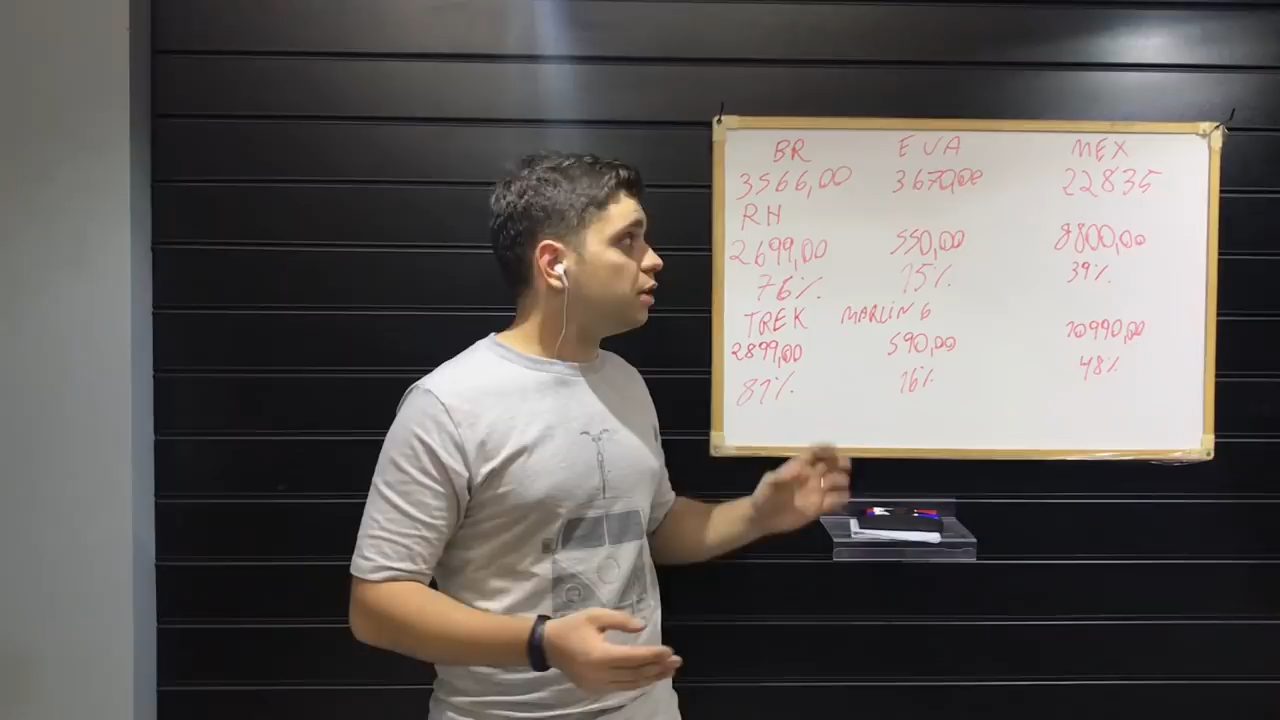 BR EUA MEX
3566,00 3670,00 22835
RH
2699,00 550,00 8800,00
76% 15% 39%
TREK MARLIN 6
2899,00 590,00 10990,00
81% 16% 48%